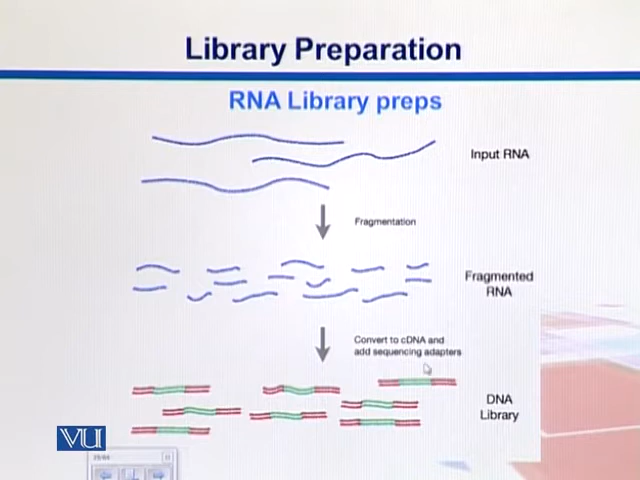 Library Preparation
RNA Library preps
Input RNA
Fragmentation
Fragmented
RNA
Convert to cDNA and
add sequencing adapters
DNA
Library
VU